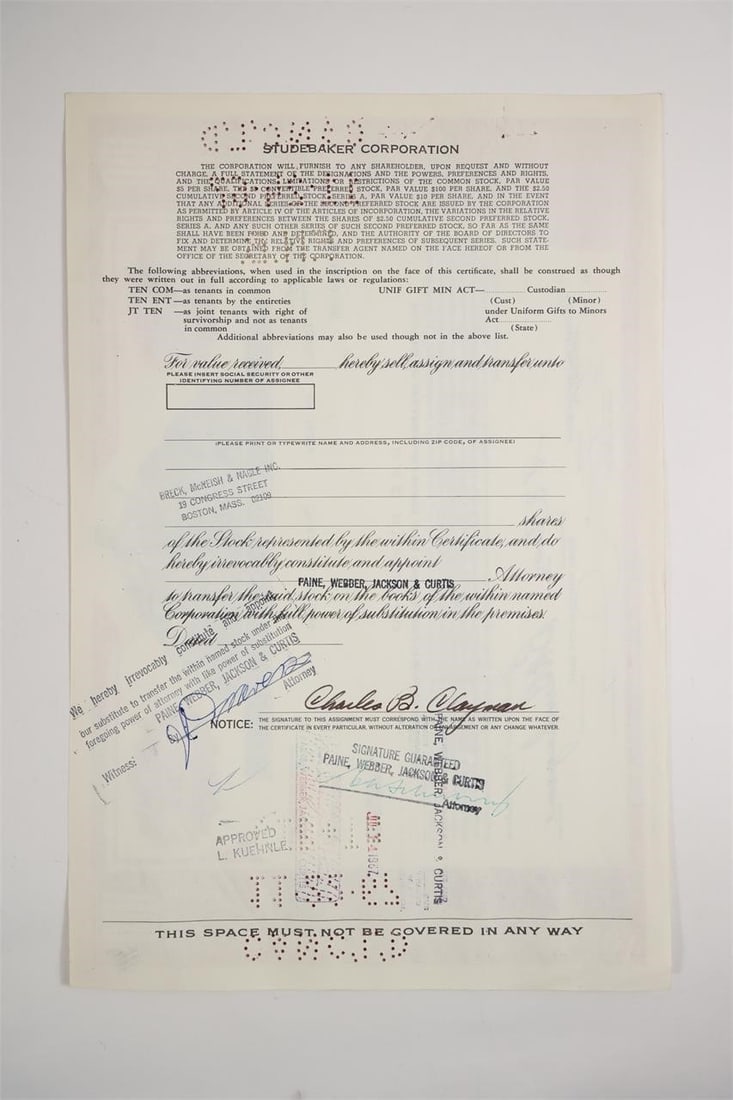 STUDEBAKER CORPORATION
THE CORPORATION WILL FURNISH TO ANY SHAREHOLDER, UPON REQUEST AND WITHOUT
CHARGE, A FULL STATEMENT OF THE DESIGNATIONS AND THE POWERS, PREFERENCES AND RIGHTS,
AND THE QUALIFICATIONS, LIMITATIONS OR RESTRICTIONS OF THE COMMON STOCK, PAR VALUE
$5 PER SHARE, THE $5 CONVERTIBLE PREFERRED STOCK, PAR VALUE $100 PER SHARE, AND THE $2.50
CUMULATIVE SECOND PREFERRED STOCK, SERIES A, PAR VALUE $10 PER SHARE, AND IN THE EVENT
THAT ANY ADDITIONAL SERIES OF THE SECOND PREFERRED STOCK ARE ISSUED BY THE CORPORATION
AS PERMITTED BY ARTICLE IV OF THE ARTICLES OF INCORPORATION, THE VARIATIONS IN THE RELATIVE
RIGHTS AND PREFERENCES BETWEEN THE SHARES OF $2.50 CUMULATIVE SECOND PREFERRED STOCK,
SERIES A, AND ANY SUCH OTHER SERIES OF SUCH SECOND PREFERRED STOCK, SO FAR AS THE SAME
SHALL HAVE BEEN FIXED AND DETERMINED, AND THE AUTHORITY OF THE BOARD OF DIRECTORS TO
FIX AND DETERMINE THE RELATIVE RIGHTS AND PREFERENCES OF SUBSEQUENT SERIES. SUCH STATE-
MENT MAY BE OBTAINED FROM THE TRANSFER AGENT NAMED ON THE FACE HEREOF OR FROM THE
OFFICE OF THE SECRETARY OF THE CORPORATION.
The following abbreviations, when used in the inscription on the face of this certificate, shall be construed as though
they were written out in full according to applicable laws or regulations:
TEN COM—as tenants in common UNIF GIFT MIN ACT—............Custodian............
TEN ENT —as tenants by the entireties (Cust) (Minor)
JT TEN —as joint tenants with right of under Uniform Gifts to Minors
survivorship and not as tenants Act............
in common (State)
Additional abbreviations may also be used though not in the above list.
For value received, hereby sell, assign and transfer unto
PLEASE INSERT SOCIAL SECURITY OR OTHER
IDENTIFYING NUMBER OF ASSIGNEE
(PLEASE PRINT OR TYPEWRITE NAME AND ADDRESS, INCLUDING ZIP CODE, OF ASSIGNEE)
BRECK, McNEISH & NAGLE INC.
19 CONGRESS STREET
BOSTON, MASS. 02109
shares
of the Stock represented by the within Certificate, and do
hereby irrevocably constitute and appoint
PAINE, WEBBER, JACKSON & CURTIS Attorney
to transfer the said stock on the books of the within named
Corporation with full power of substitution in the premises.
Dated
We hereby irrevocably constitute and appoint
our substitute to transfer the within named stock under the
foregoing power of attorney with like power of substitution
PAINE, WEBBER, JACKSON & CURTIS
By
Attorney
Witness:
Charles B. Clayman
NOTICE: THE SIGNATURE TO THIS ASSIGNMENT MUST CORRESPOND WITH THE NAME AS WRITTEN UPON THE FACE OF
THE CERTIFICATE IN EVERY PARTICULAR, WITHOUT ALTERATION OR ENLARGEMENT OR ANY CHANGE WHATEVER.
SIGNATURE GUARANTEED
PAINE, WEBBER, JACKSON & CURTIS
Attorney
PAINE, WEBBER, JACKSON & CURTIS
APPROVED
L. KUEHNLE.
THIS SPACE MUST NOT BE COVERED IN ANY WAY